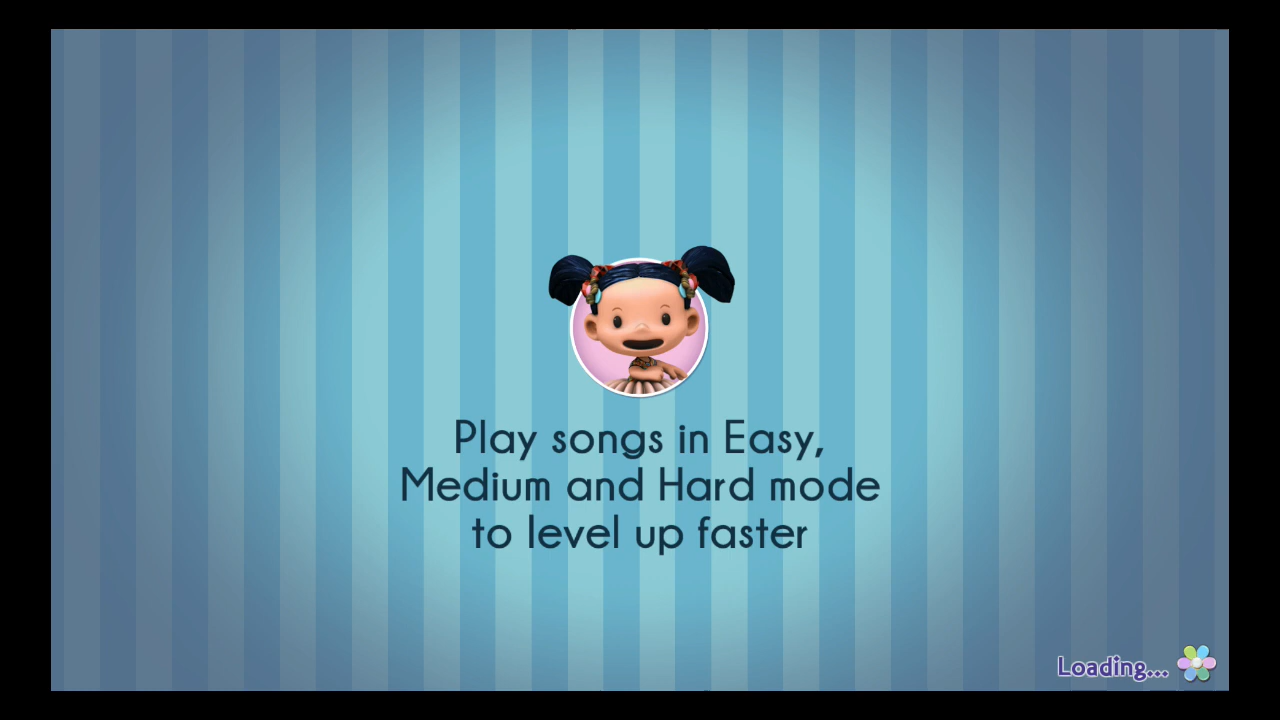 Play songs in Easy,
Medium and Hard mode
to level up faster
Loading...